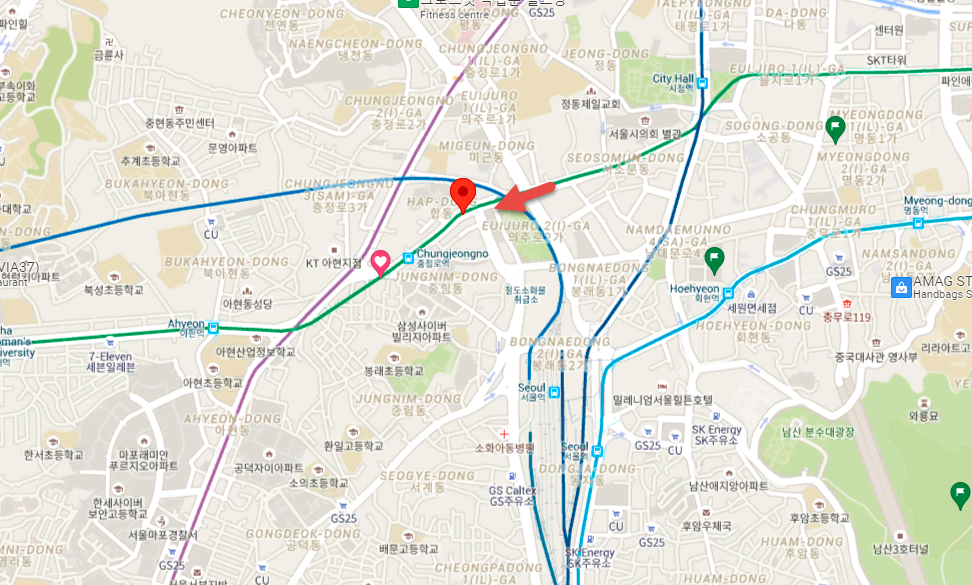 CHEONYEON-DONG
천연동
Fitness centre
GS25
TAEPYEONGNO
1(IL)-GA
태평로1가
DA-DONG
다동
센터원
SKT타워
금륜사
NAENGCHEON-DONG
냉천동
CHUNGJEONGNO
1(IL)-GA
충정로1가
JEONG-DONG
정동
EULJIRO 1(IL)-GA
을지로1가
City Hall
시청역
CHUNGJEONGNO
2(I)-GA
충정로2가
EUIJURO
1(IL)-GA
의주로1가
정동제일교회
서울시의회 별관
SOGONG-DONG
소공동
MYEONGDONG
1(IL)-GA
명동1가
충현동주민센터
문영아파트
추계초등학교
MIGEUN-DONG
미근동
SEOSOMUN-DONG
서소문동
MYEONGDONG
2(I)-GA
명동2가
BUKAHYEON-DONG
북아현동
CHUNGJEONGNO
3(SAM)-GA
충정로3가
합동
EUIJURO 2(I)-GA
NAMDAEMUNNO
남대문로4가
CHUNGMURO
1(IL)-GA
충무로1가
Myeong-dong
명동역
CU
VIA37)
KT 아현지점
Chungjeongno
충정로역
JUNGNIM-DONG
중림동
BUKAHYEON-DONG
북아현동
북성초등학교
BONGNAEDONG
1(IL)-GA
봉래동1가
철도소화물
취급소
Hoehyeon
회현역
세원면세점
GS25
NAMSANDONG
CU
충무로119
AMAG ST
Handbags S
아현동성당
Ahyeon
아현역
7-Eleven
세븐일레븐
아현산업정보학교
삼성사이버
빌리지아파트
BONGNAEDONG
2(I)-GA
봉래동2가
HOEHYEON-DONG
회현동
중국대사관 영사부
리라아트고
아현초등학교
봉래초등학교
JUNGNIM-DONG
중림동
Seoul
서울역
밀레니엄서울힐튼호텔
와룡묘
AHYEON-DONG
아현동
환일고등학교
소화아동병원
Seoul
서울역
GS25
CU
SK Energy
SK주유소
남산 분수대광장
한서초등학교
마포래미안
푸르지오아파트
공덕자이아파트
소의초등학교
SEOGYE-DONG
서계동
GS Caltex
GS주유소
DONGJA-DONG
동자동
남산애지앙아파트
한세사이버
보안고등학교
GS25
서울마포경찰서
GONGDEOK-DONG
공덕동
배문고등학교
CU
GS25
후암우체국
후암초등학교
HUAM-DONG
후암동
남산3호터널
GS25
CU
CHEONGPADONG
1(IL)-GA
SK Energy
SK주유소
HUAM-DONG